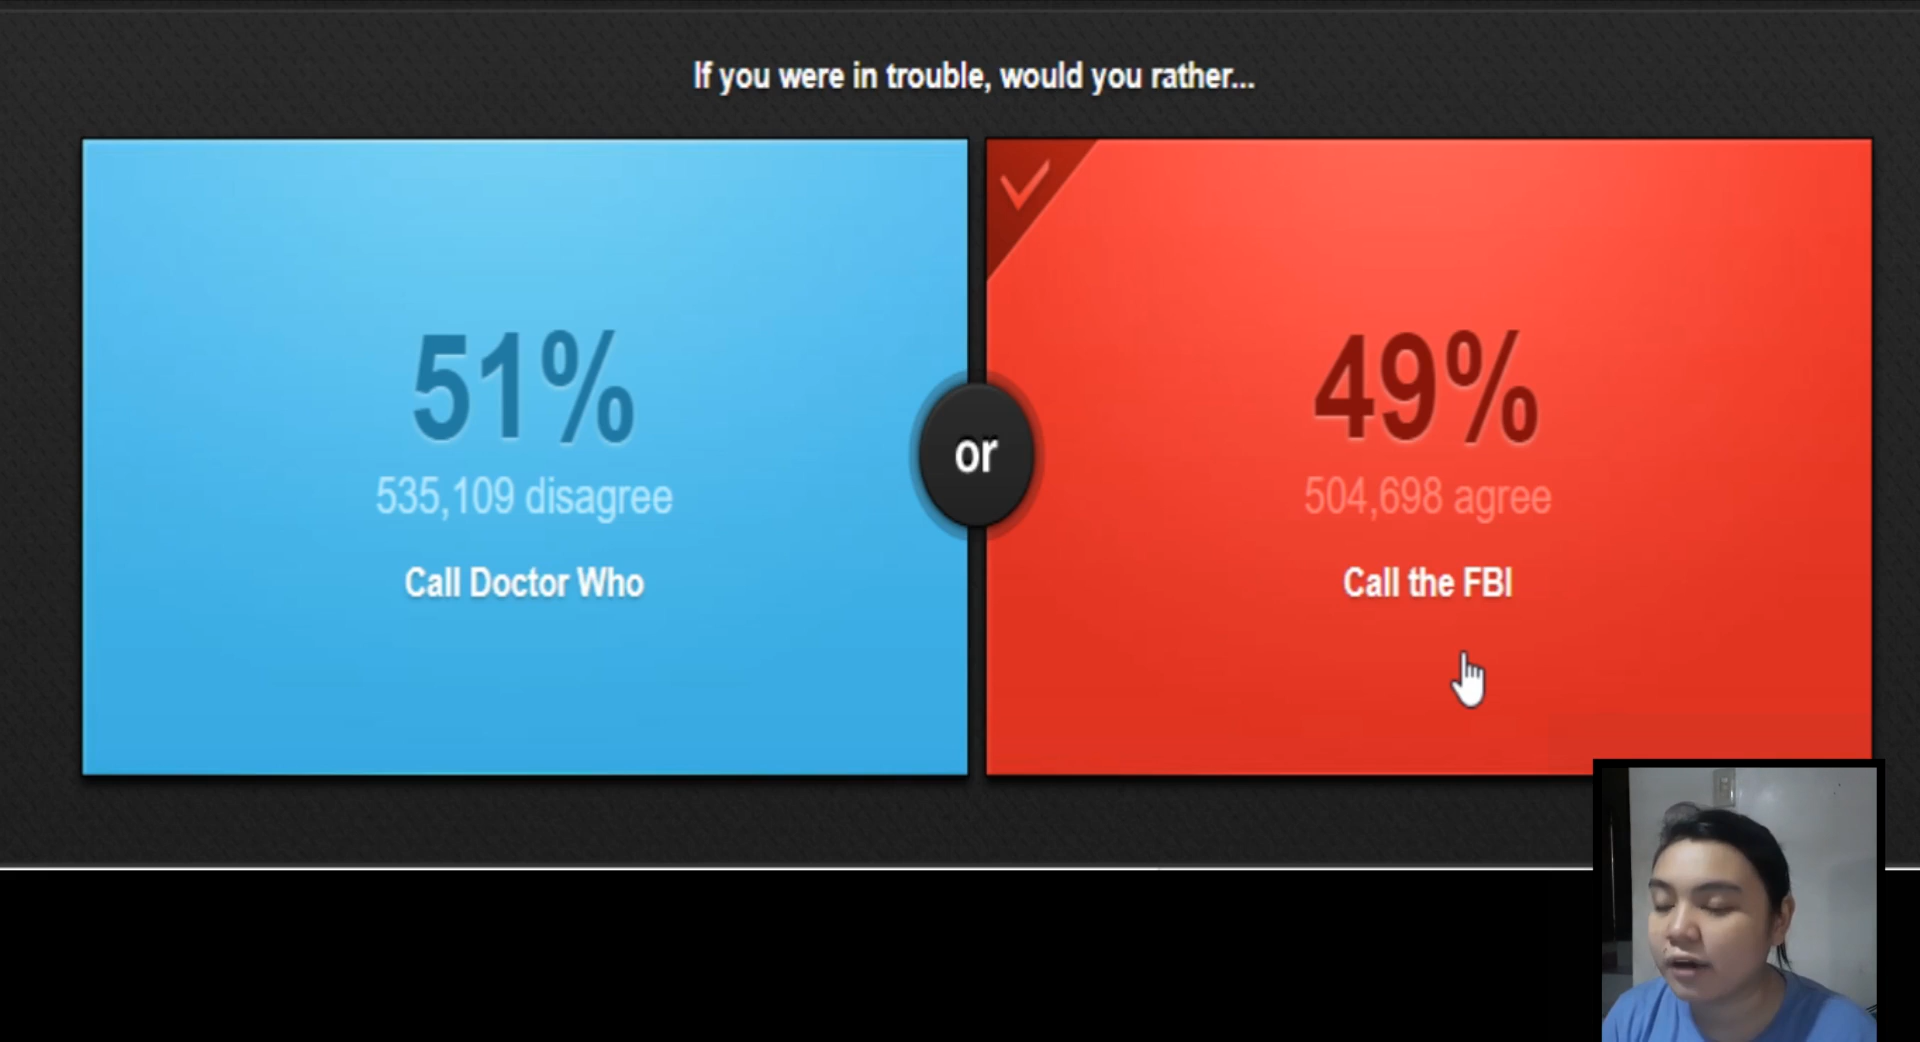 If you were in trouble, would you rather...
51%
535,109 disagree
Call Doctor Who
or
49%
504,698 agree
Call the FBI